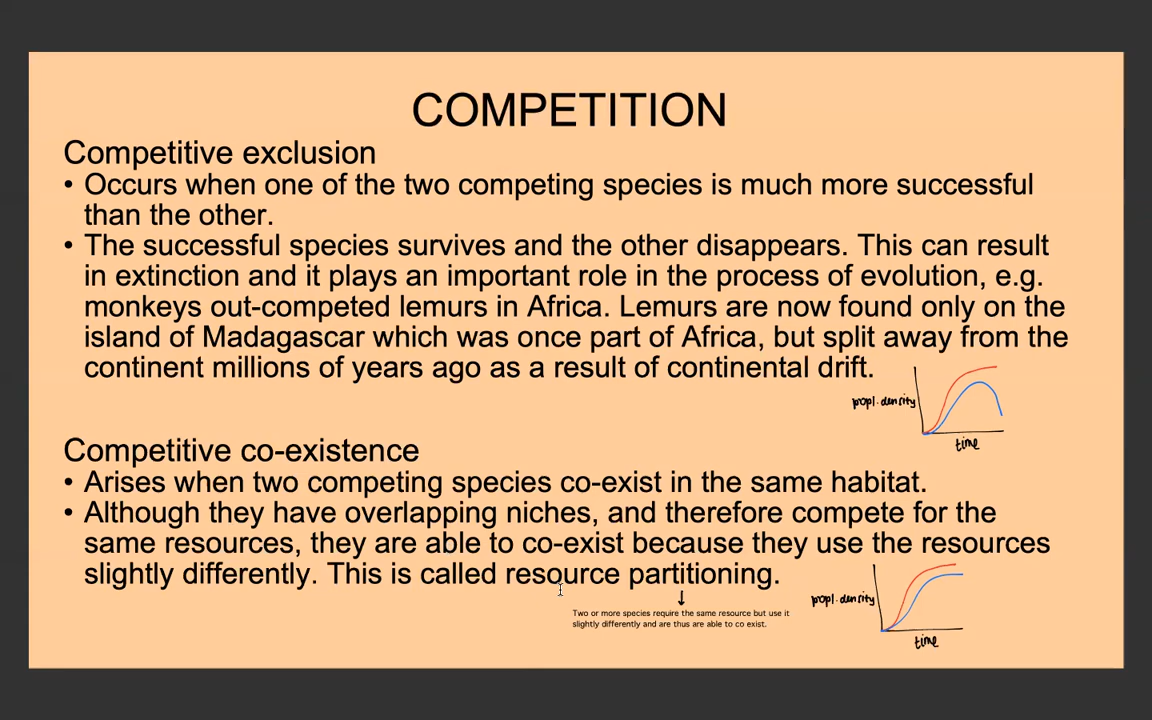 COMPETITION
Competitive exclusion
• Occurs when one of the two competing species is much more successful
than the other.
• The successful species survives and the other disappears. This can result
in extinction and it plays an important role in the process of evolution, e.g.
monkeys out-competed lemurs in Africa. Lemurs are now found only on the
island of Madagascar which was once part of Africa, but split away from the
continent millions of years ago as a result of continental drift.
popl. density
time
Competitive co-existence
• Arises when two competing species co-exist in the same habitat.
• Although they have overlapping niches, and therefore compete for the
same resources, they are able to co-exist because they use the resources
slightly differently. This is called resource partitioning.
Two or more species require the same resource but use it
slightly differently and are thus are able to co exist.
popl. density
time